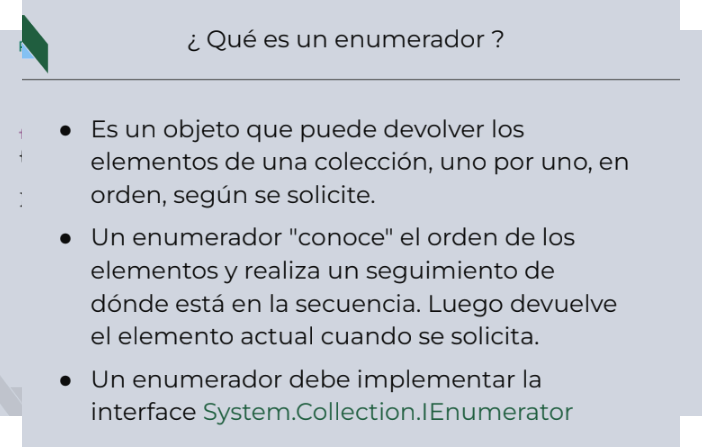 ¿ Qué es un enumerador ?
● Es un objeto que puede devolver los
elementos de una colección, uno por uno, en
orden, según se solicite.
● Un enumerador "conoce" el orden de los
elementos y realiza un seguimiento de
dónde está en la secuencia. Luego devuelve
el elemento actual cuando se solicita.
● Un enumerador debe implementar la
interface System.Collection.IEnumerator